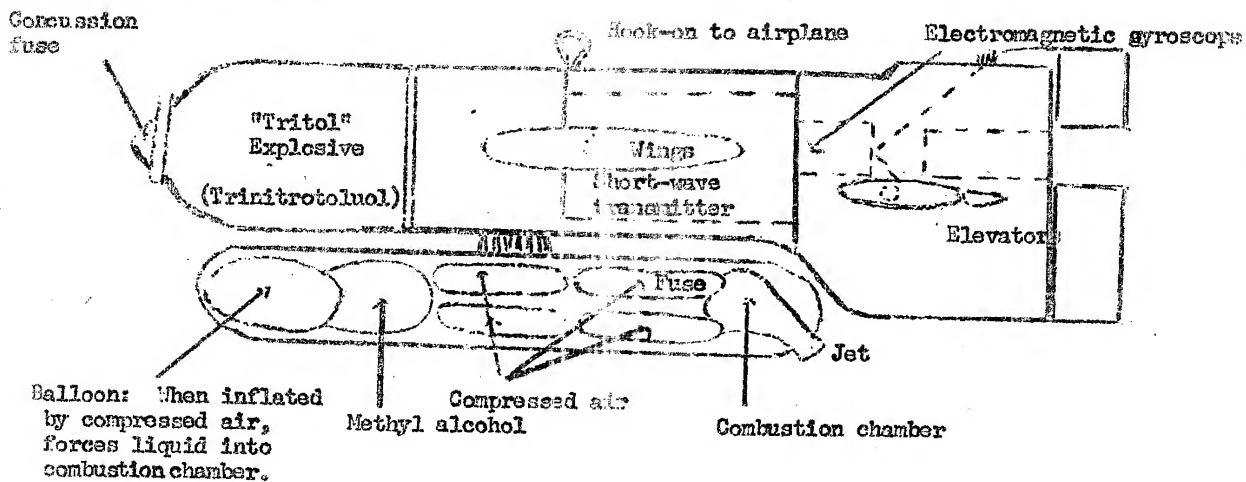 Concussion
fuse
Hook-on to airplane
Electromagnetic gyroscope
"Tritol"
Explosive
(Trinitrotoluol)
Wings
Short-wave
transmitter
Elevators
Fuse
Jet
Balloon: When inflated
by compressed air,
forces liquid into
combustion chamber.
Methyl alcohol
Compressed air
Combustion chamber